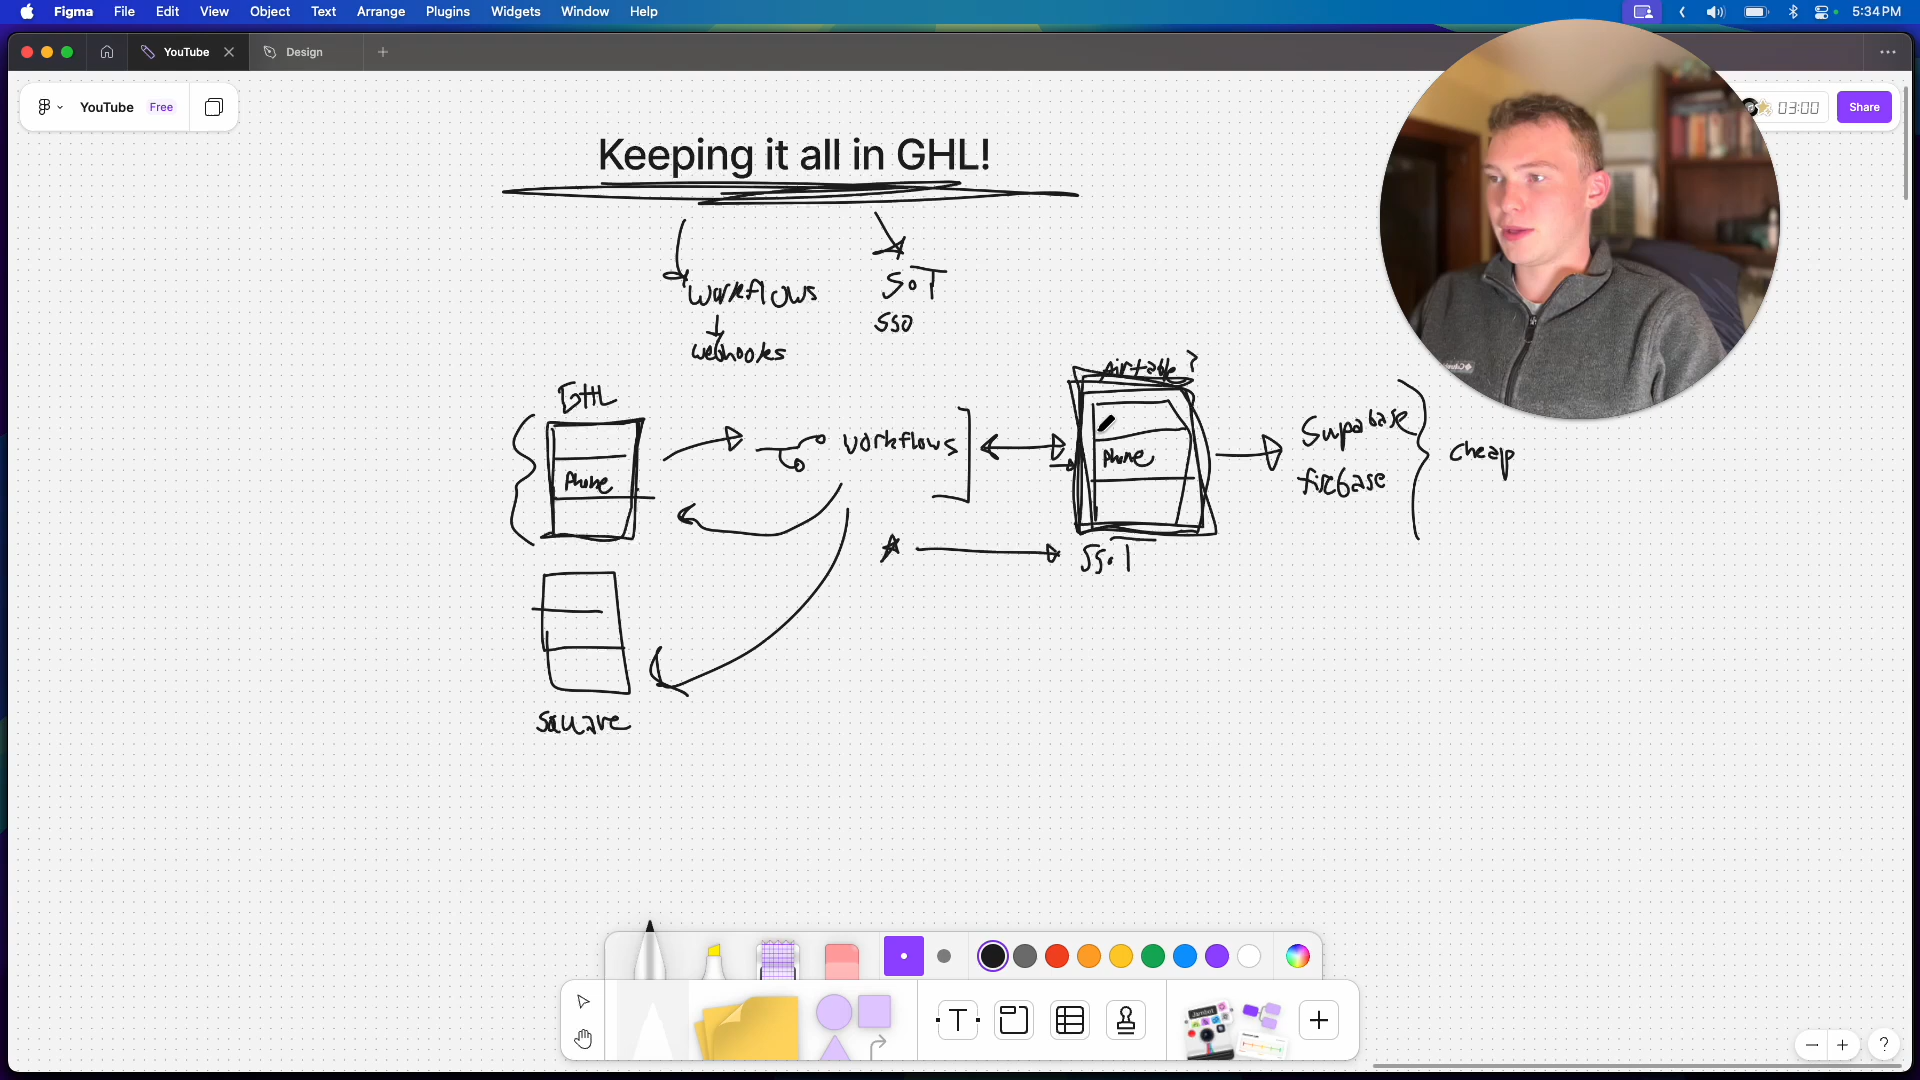 Figma File Edit View Object Text Arrange Plugins Widgets Window Help 5:34 PM
YouTube Design
YouTube Free 03:00 Share
Keeping it all in GHL!
Workflows SoT
SSO
webhooks
GHL
Airtable?
Phone
workflows
Phone
Supabase
firebase
cheap
SSoT
Square
T
Jambot
?